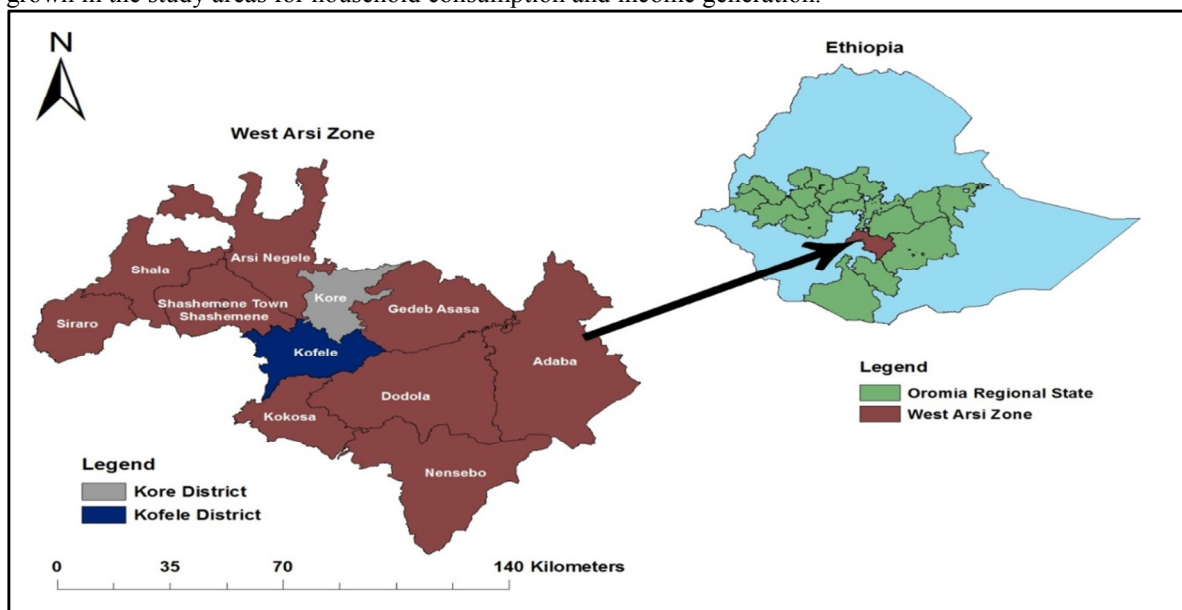 grown in the study areas for household consumption and income generation.
N
Ethiopia
West Arsi Zone
Arsi Negele
Shala
Kore
Shashemene Town
Gedeb Asasa
Shashemene
Siraro
Kofele
Adaba
Dodola
Kokosa
Nensebo
Legend
Kore District
Kofele District
0 35 70 140 Kilometers
Legend
Oromia Regional State
West Arsi Zone